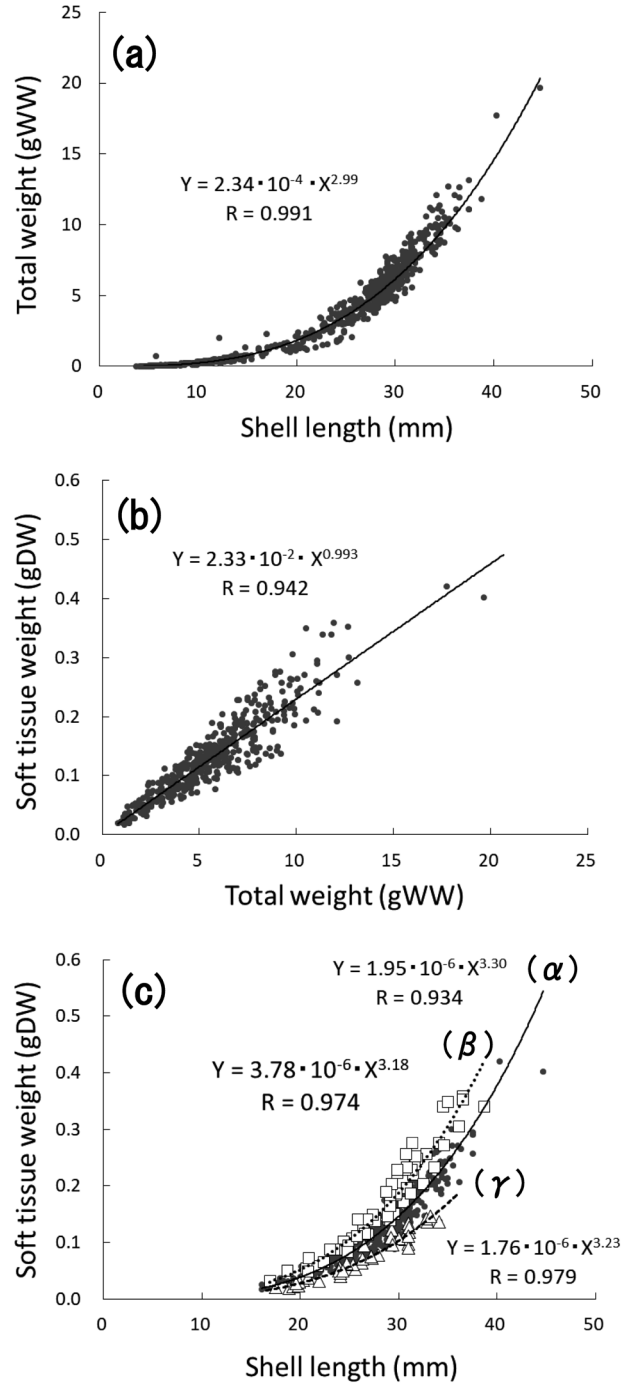 (a)
Total weight (gWW)
25
20
15
10
5
0
Y = 2.34・10⁻⁴・X²·⁹⁹
R = 0.991
0 10 20 30 40 50
Shell length (mm)
(b)
Soft tissue weight (gDW)
0.6
0.5
0.4
0.3
0.2
0.1
0.0
Y = 2.33・10⁻²・X⁰·⁹⁹³
R = 0.942
0 5 10 15 20 25
Total weight (gWW)
(c)
Soft tissue weight (gDW)
0.6
0.5
0.4
0.3
0.2
0.1
0.0
Y = 1.95・10⁻⁶・X³·³⁰
R = 0.934
(α)
(β)
Y = 3.78・10⁻⁶・X³·¹⁸
R = 0.974
(γ)
Y = 1.76・10⁻⁶・X³·²³
R = 0.979
0 10 20 30 40 50
Shell length (mm)